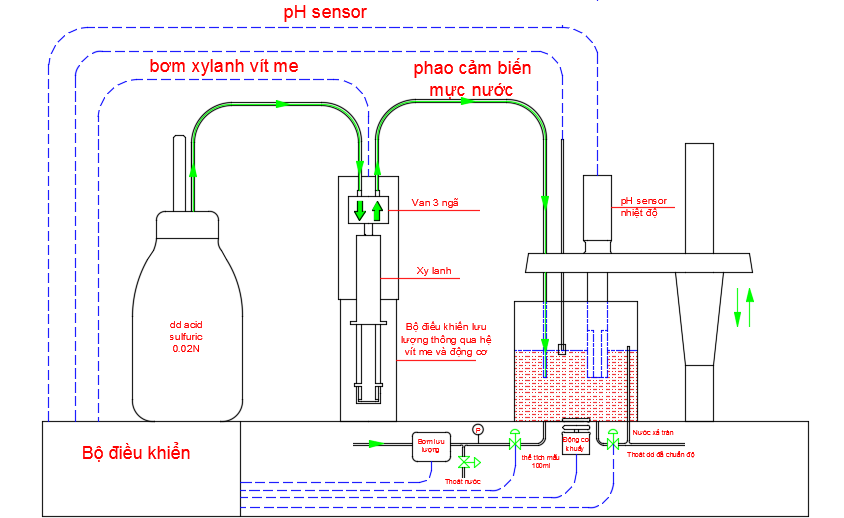 pH sensor
bơm xylanh vít me
phao cảm biến
mực nước
Van 3 ngã
pH sensor
nhiệt độ
Xy lanh
dd acid
sulfuric
0.02N
Bộ điều khiển lưu
lượng thông qua hệ
vít me và động cơ
Bộ điều khiển
P
Bơm lưu
lượng
Động cơ
khuấy
Nước xả tràn
thể tích mẫu
100ml
Thoát dd đã chuẩn độ
Thoát nước